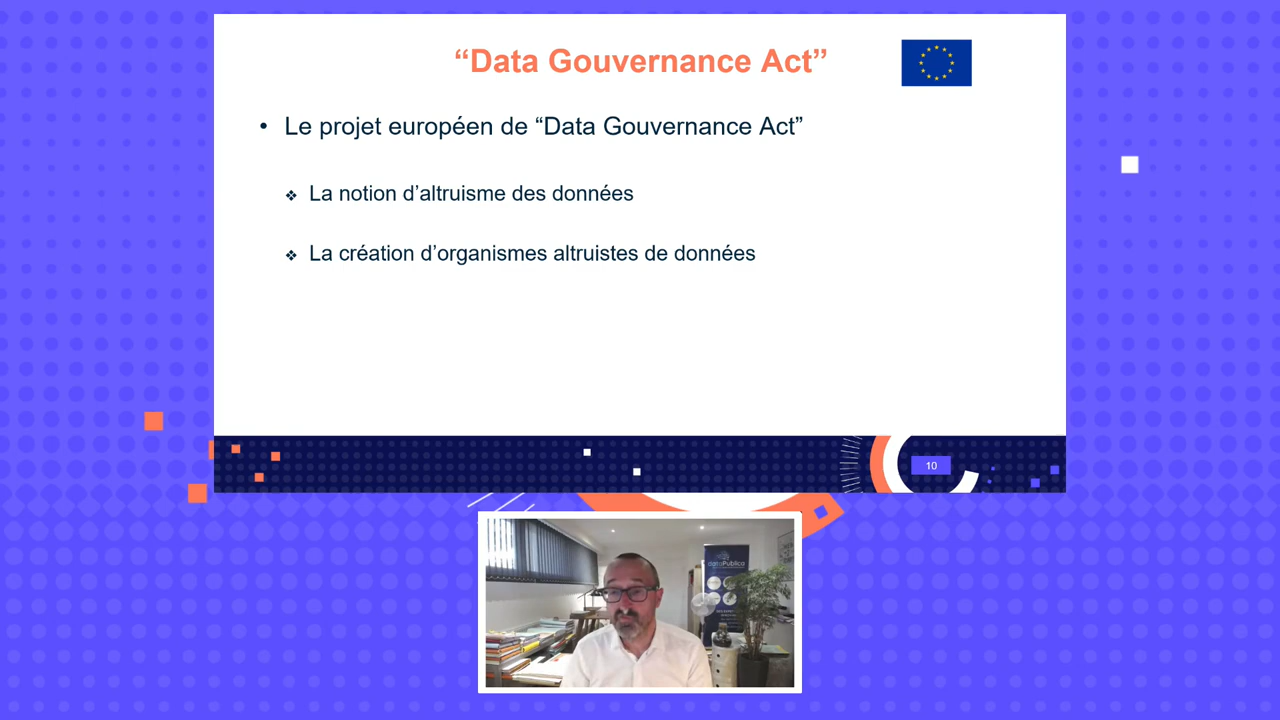 “Data Gouvernance Act”
• Le projet européen de “Data Gouvernance Act”
❖ La notion d’altruisme des données
❖ La création d’organismes altruistes de données
10
dataPublica